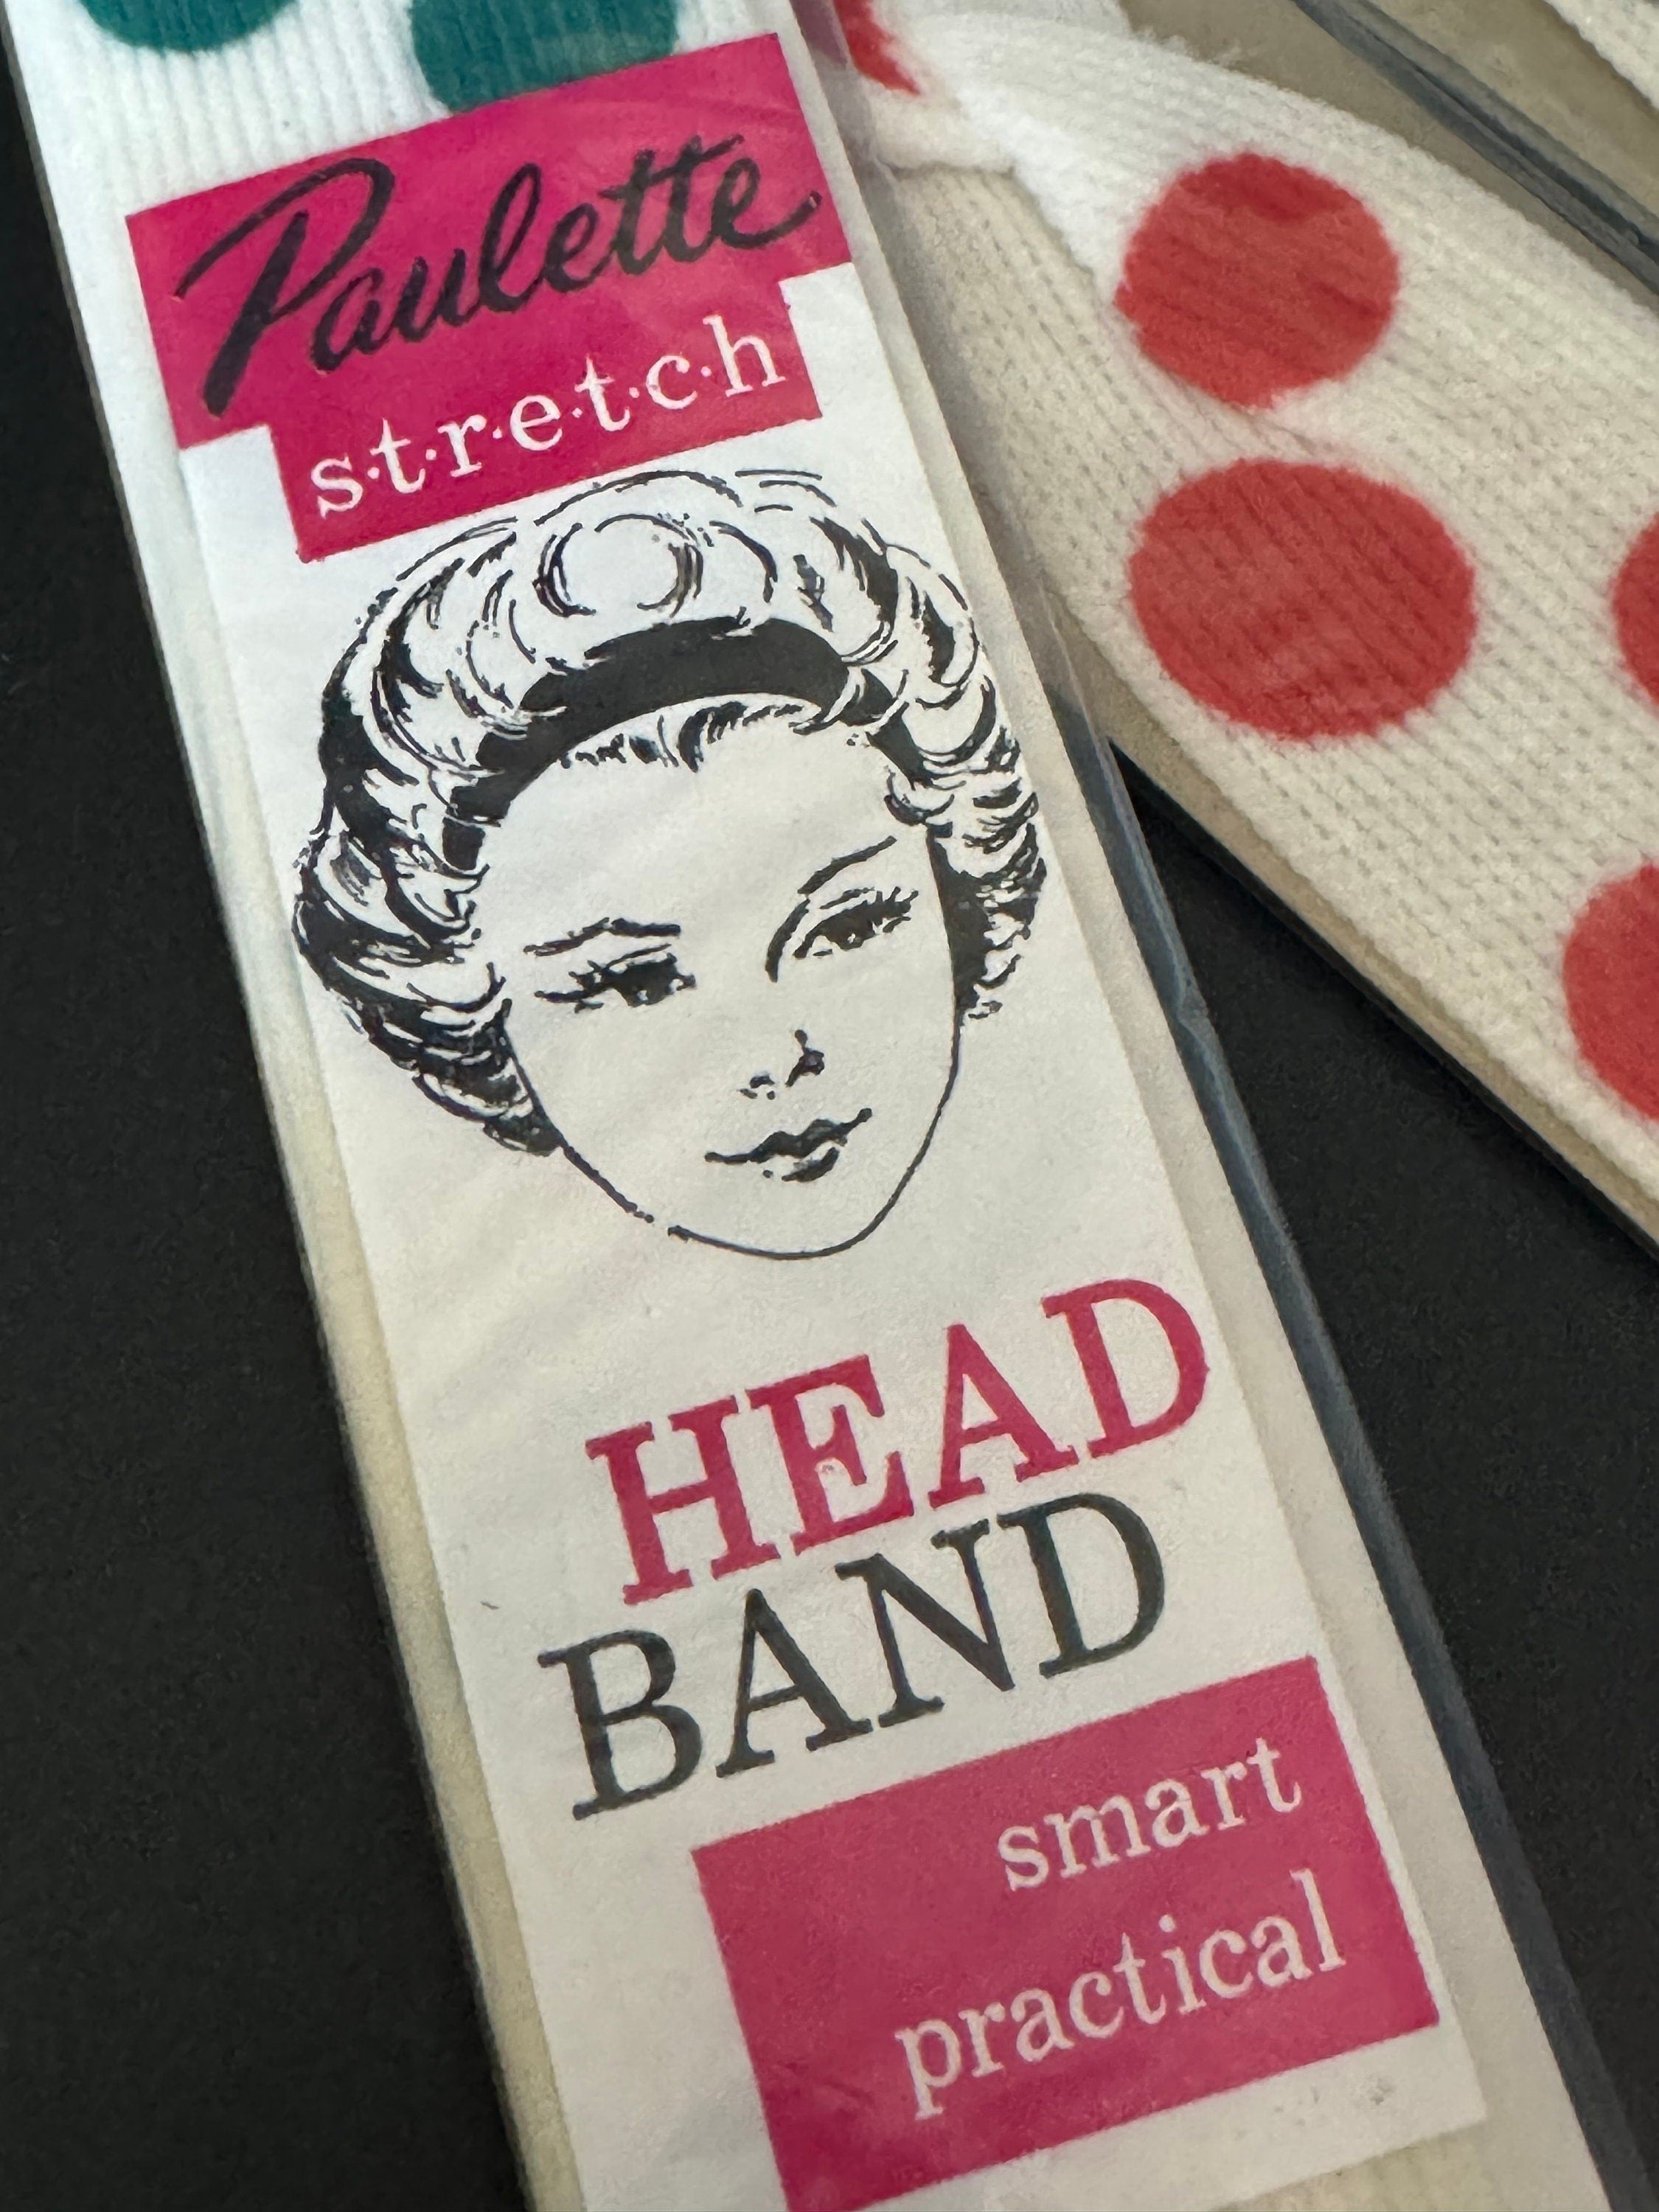 Paulette
s·t·r·e·t·c·h
HEAD
BAND
smart
practical